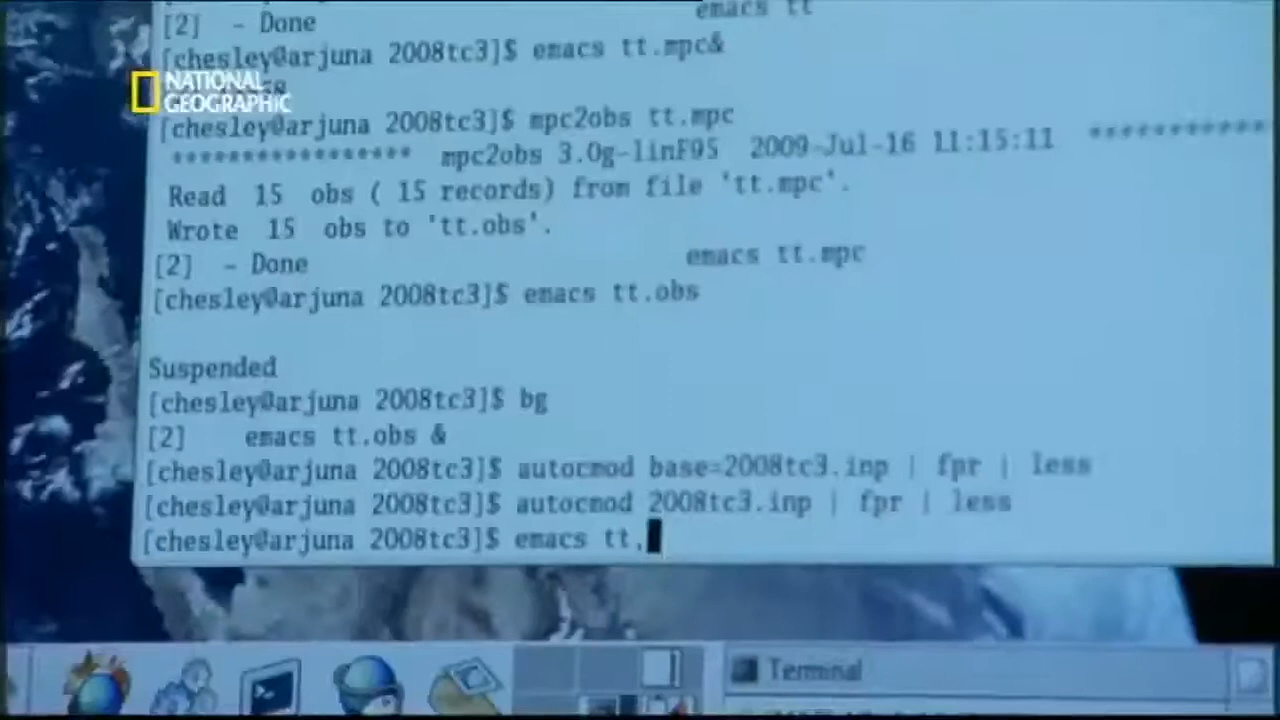 emacs tt
[2] - Done
[chesley@arjuna 2008tc3]$ emacs tt.mpc&
NATIONAL
GEOGRAPHIC
[chesley@arjuna 2008tc3]$ mpc2obs tt.mpc
**************** mpc2obs 3.0g-linF95 2009-Jul-16 11:15:11 ************
Read 15 obs ( 15 records) from file 'tt.mpc'.
Wrote 15 obs to 'tt.obs'.
[2] - Done emacs tt.mpc
[chesley@arjuna 2008tc3]$ emacs tt.obs
Suspended
[chesley@arjuna 2008tc3]$ bg
[2] emacs tt.obs &
[chesley@arjuna 2008tc3]$ autocmod base=2008tc3.inp | fpr | less
[chesley@arjuna 2008tc3]$ autocmod 2008tc3.inp | fpr | less
[chesley@arjuna 2008tc3]$ emacs tt.
Terminal